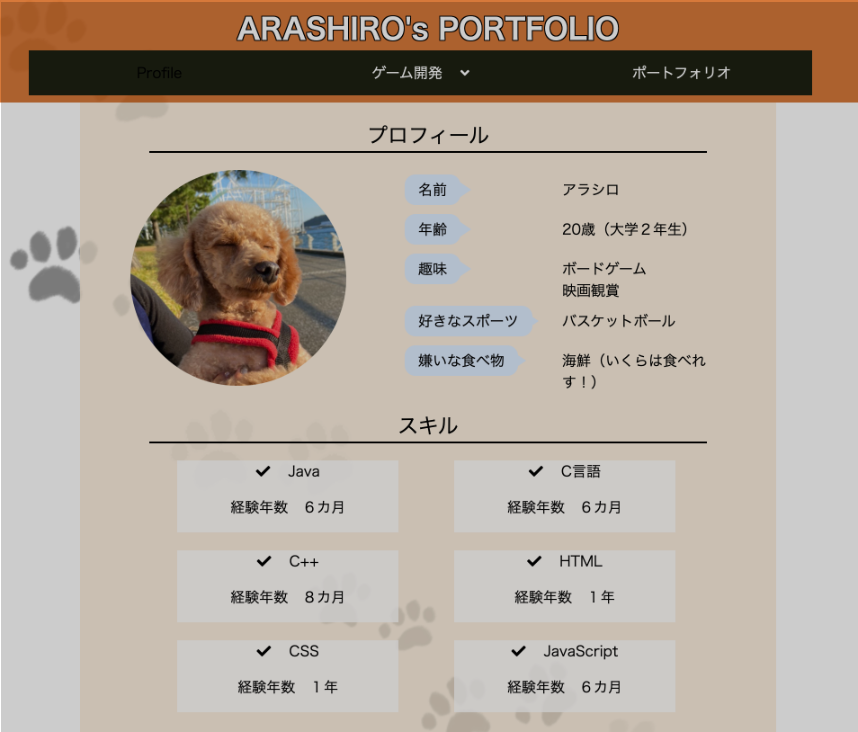 ARASHIRO's PORTFOLIO
Profile ゲーム開発 ポートフォリオ
プロフィール
名前 アラシロ
年齢 20歳（大学２年生）
趣味 ボードゲーム
映画観賞
好きなスポーツ バスケットボール
嫌いな食べ物 海鮮（いくらは食べれ
す！）
スキル
Java C言語
経験年数　６カ月 経験年数　６カ月
C++ HTML
経験年数　８カ月 経験年数　１年
CSS JavaScript
経験年数　１年 経験年数　６カ月